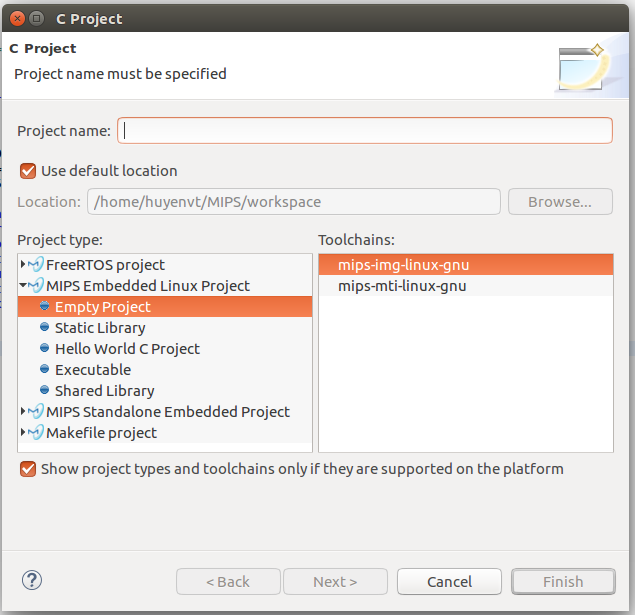 C Project
C Project
Project name must be specified
Project name:
Use default location
Location: /home/huyenvt/MIPS/workspace Browse...
Project type: Toolchains:
FreeRTOS project mips-img-linux-gnu
MIPS Embedded Linux Project mips-mti-linux-gnu
Empty Project
Static Library
Hello World C Project
Executable
Shared Library
MIPS Standalone Embedded Project
Makefile project
Show project types and toolchains only if they are supported on the platform
? < Back Next > Cancel Finish